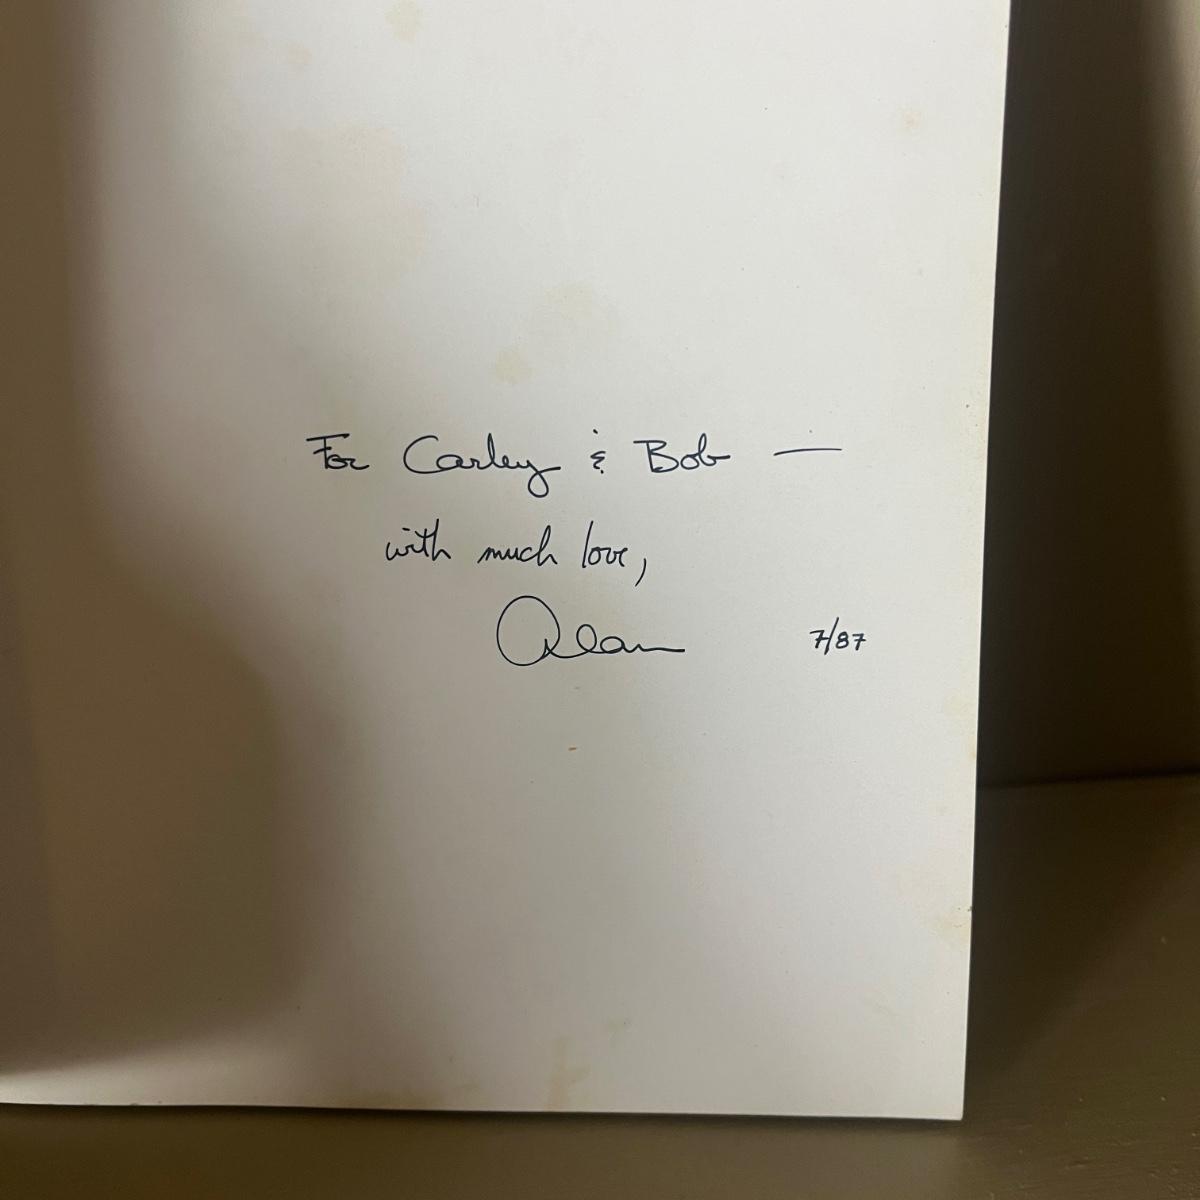 For Carley & Bob —
with much love,
Alan 7/87